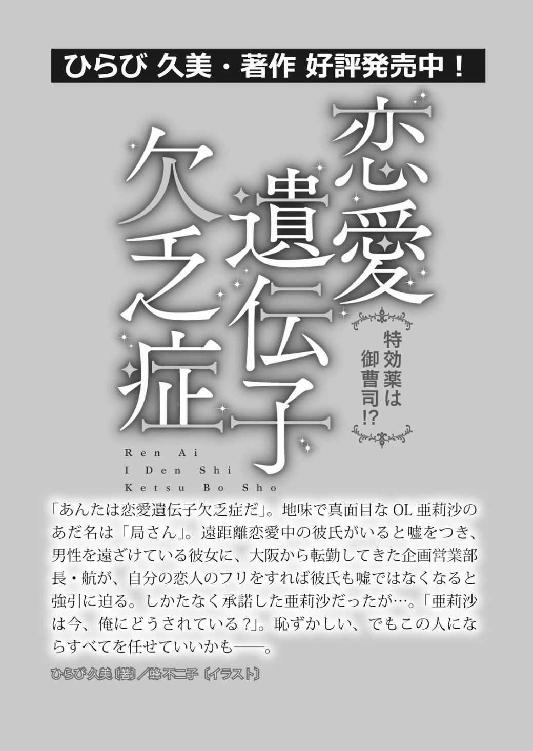 ひらび 久美・著作 好評発売中！
恋愛
遺伝子
欠乏症
特効薬は
御曹司!?
Ren Ai
I Den Shi
Ketsu Bo Sho
「あんたは恋愛遺伝子欠乏症だ」。地味で真面目な OL 亜莉沙の
あだ名は「局さん」。遠距離恋愛中の彼氏がいると嘘をつき、
男性を遠ざけている彼女に、大阪から転勤してきた企画営業部
長・航が、自分の恋人のフリをすれば彼氏も嘘ではなくなると
強引に迫る。しかたなく承諾した亜莉沙だったが…。「亜莉沙
は今、俺にどうされている？」。恥ずかしい、でもこの人にな
らすべてを任せていいかも――。
ひらび久美〔著〕／蜂不二子〔イラスト〕